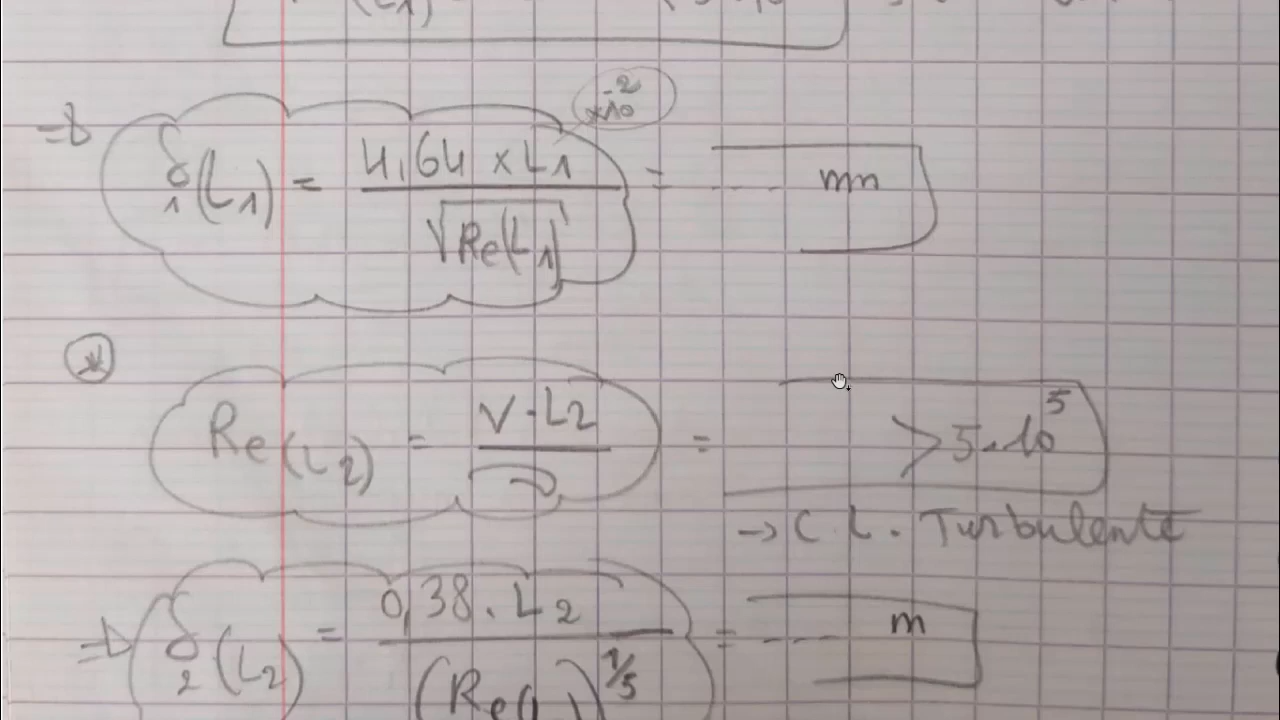 δ₁(L₁) = 4,64 × L₁ / √Re(L₁) ×10⁻² = ---- mm
Re(L₂) = V · L₂ / ν = > 5.10⁵
→ C L. Turbulente
⇒ δ₂(L₂) = 0,38 . L₂ / (Re(L₂))^1/5 = ---- m